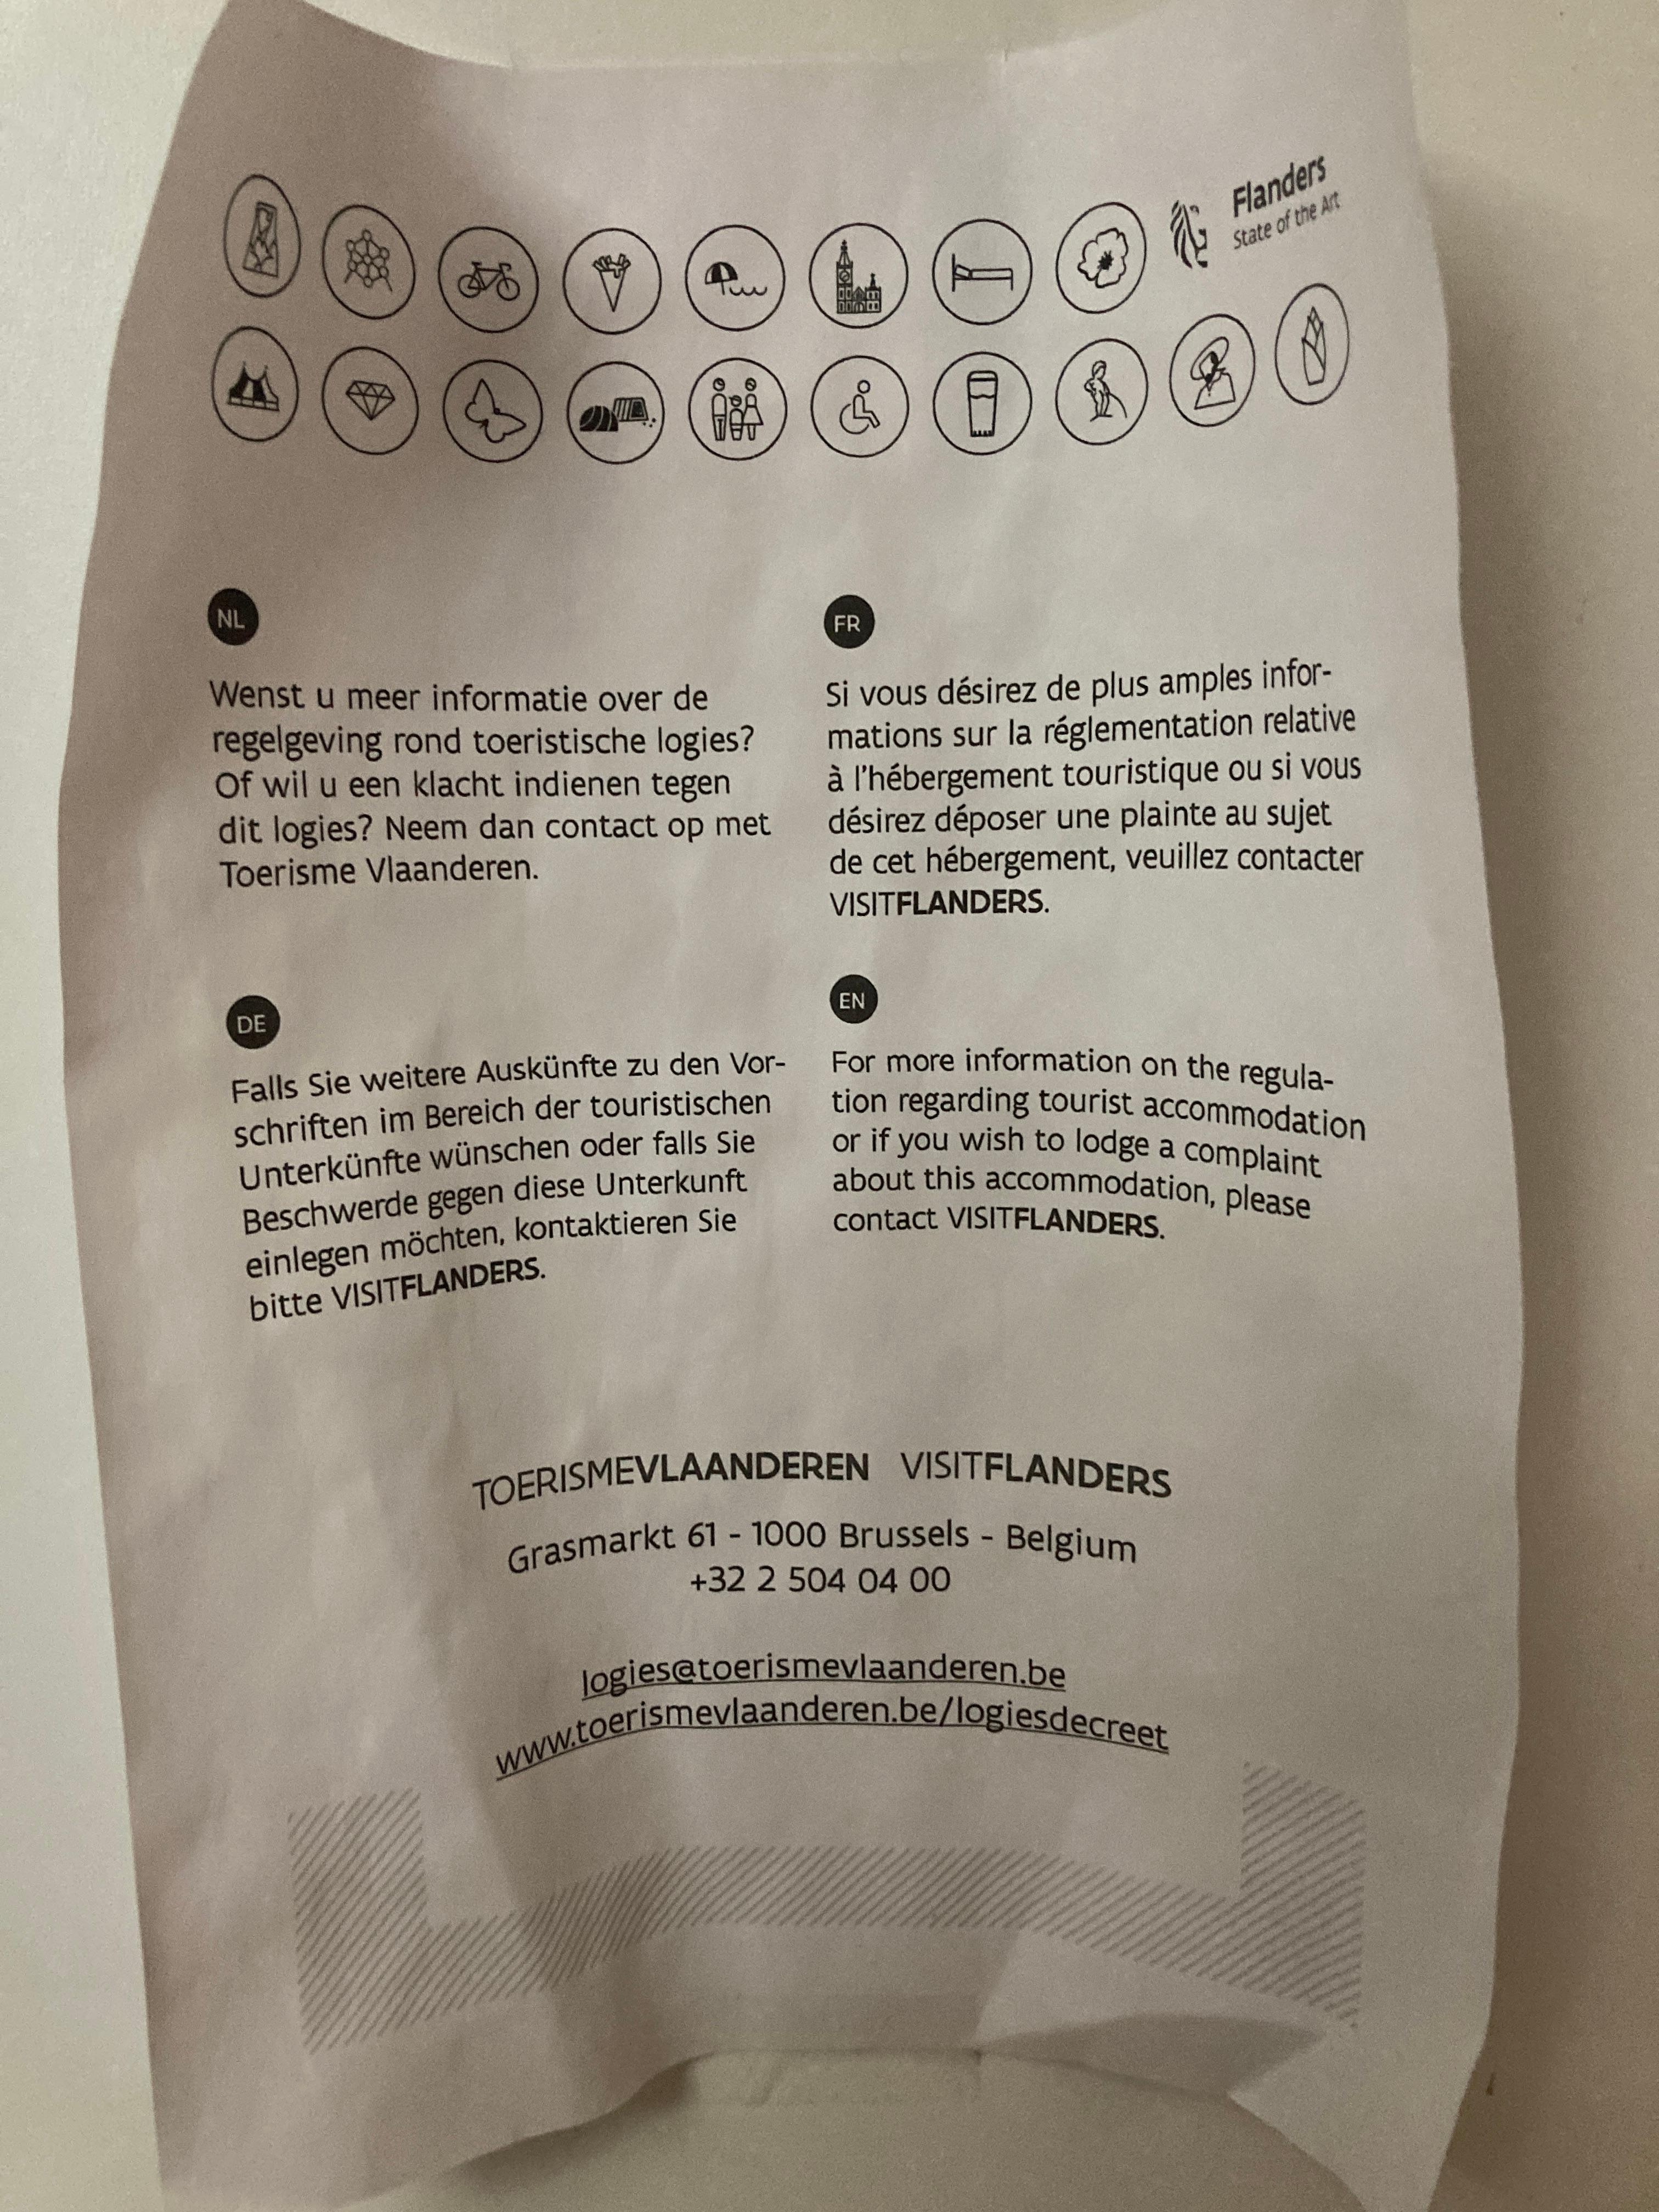 Flanders
State of the Art
NL
Wenst u meer informatie over de
regelgeving rond toeristische logies?
Of wil u een klacht indienen tegen
dit logies? Neem dan contact op met
Toerisme Vlaanderen.
FR
Si vous désirez de plus amples infor-
mations sur la réglementation relative
à l'hébergement touristique ou si vous
désirez déposer une plainte au sujet
de cet hébergement, veuillez contacter
VISITFLANDERS.
DE
Falls Sie weitere Auskünfte zu den Vor-
schriften im Bereich der touristischen
Unterkünfte wünschen oder falls Sie
Beschwerde gegen diese Unterkunft
einlegen möchten, kontaktieren Sie
bitte VISITFLANDERS.
EN
For more information on the regula-
tion regarding tourist accommodation
or if you wish to lodge a complaint
about this accommodation, please
contact VISITFLANDERS.
TOERISMEVLAANDEREN VISITFLANDERS
Grasmarkt 61 - 1000 Brussels - Belgium
+32 2 504 04 00
logies@toerismevlaanderen.be
www.toerismevlaanderen.be/logiesdecreet